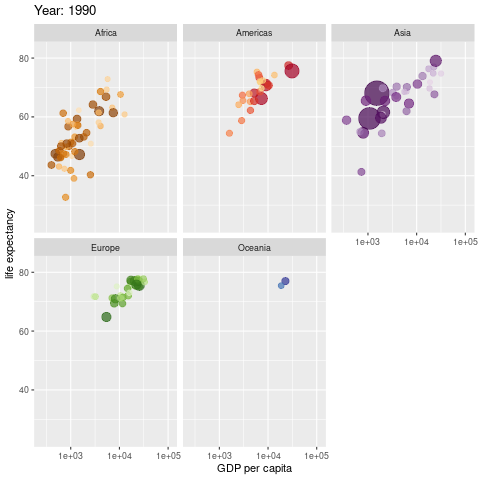 Year: 1990
Africa
Americas
Asia
80
60
40
1e+03 1e+04 1e+05
Europe
Oceania
80
60
40
1e+03 1e+04 1e+05
1e+03 1e+04 1e+05
life expectancy
GDP per capita